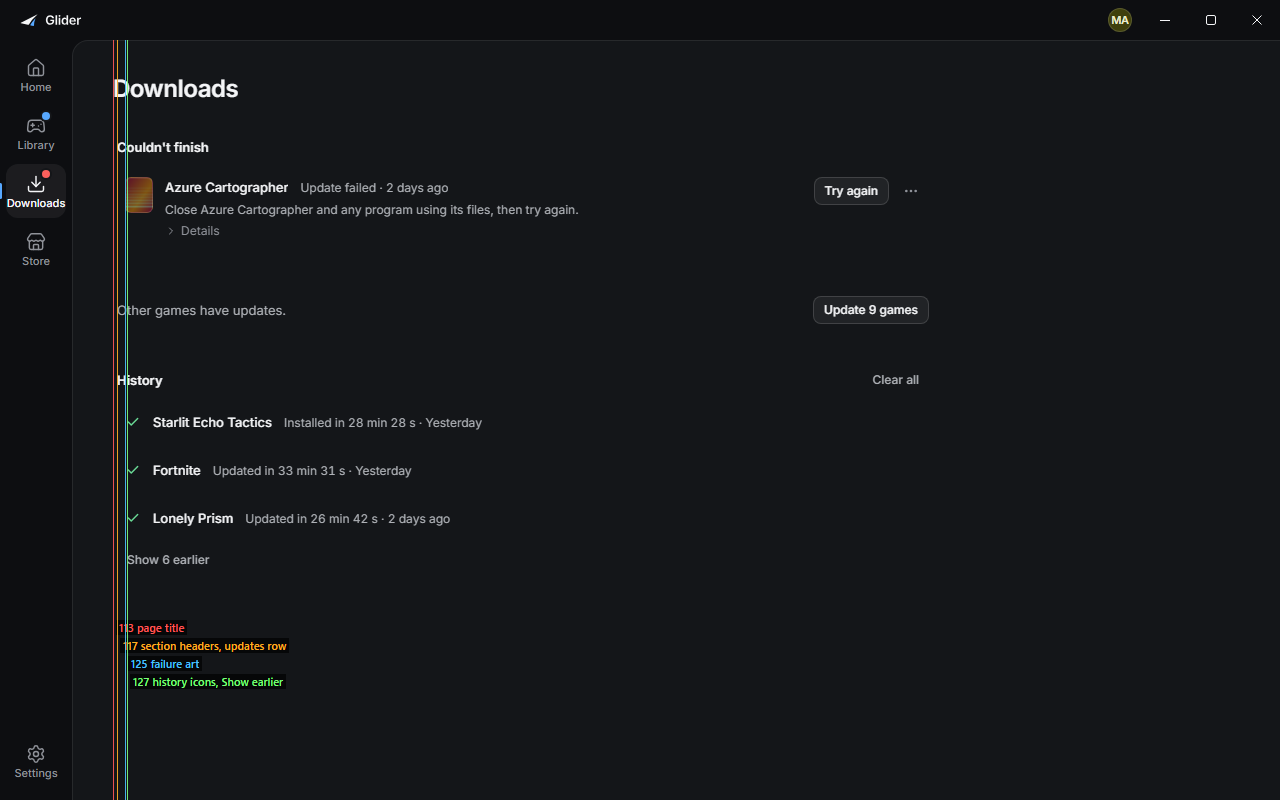 Glider
MA
Home
Library
Downloads
Store
Settings
Downloads
Couldn't finish
Azure Cartographer Update failed · 2 days ago
Close Azure Cartographer and any program using its files, then try again.
Details
Try again
Other games have updates.
Update 9 games
History
Clear all
Starlit Echo Tactics Installed in 28 min 28 s · Yesterday
Fortnite Updated in 33 min 31 s · Yesterday
Lonely Prism Updated in 26 min 42 s · 2 days ago
Show 6 earlier
113 page title
117 section headers, updates row
125 failure art
127 history icons, Show earlier